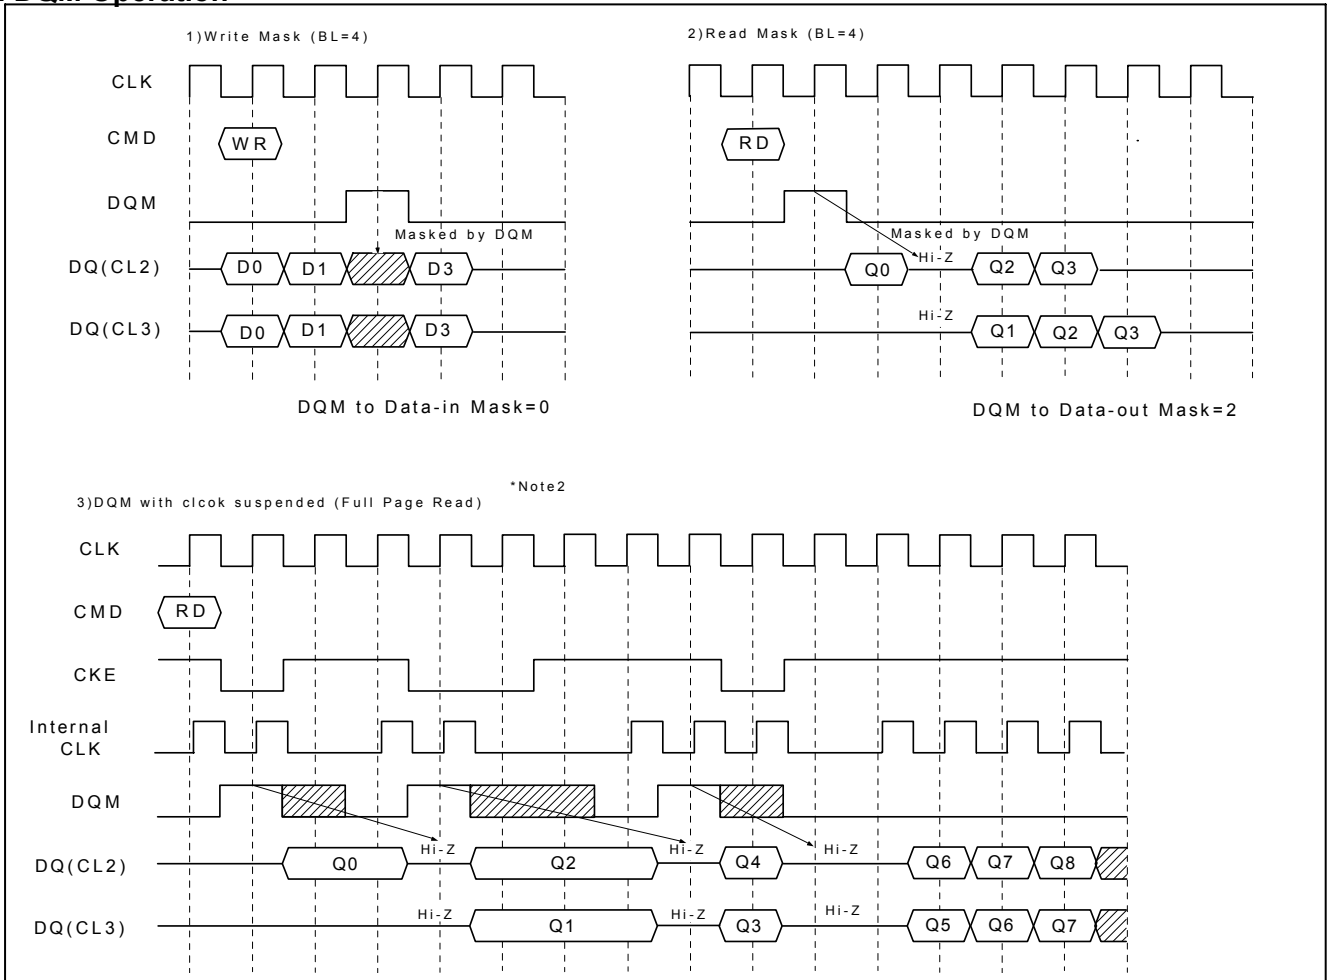 DQM Operation
1)Write Mask (BL=4)
CLK
CMD
WR
DQM
Masked by DQM
DQ(CL2)
D0 D1 D3
DQ(CL3)
D0 D1 D3
DQM to Data-in Mask=0
2)Read Mask (BL=4)
RD
Masked by DQM
Q0 Hi-Z Q2 Q3
Hi-Z Q1 Q2 Q3
DQM to Data-out Mask=2
*Note2
3)DQM with clcok suspended (Full Page Read)
CLK
CMD
RD
CKE
Internal
CLK
DQM
DQ(CL2)
Q0 Hi-Z Q2 Hi-Z Q4 Hi-Z Q6 Q7 Q8
DQ(CL3)
Hi-Z Q1 Hi-Z Q3 Hi-Z Q5 Q6 Q7